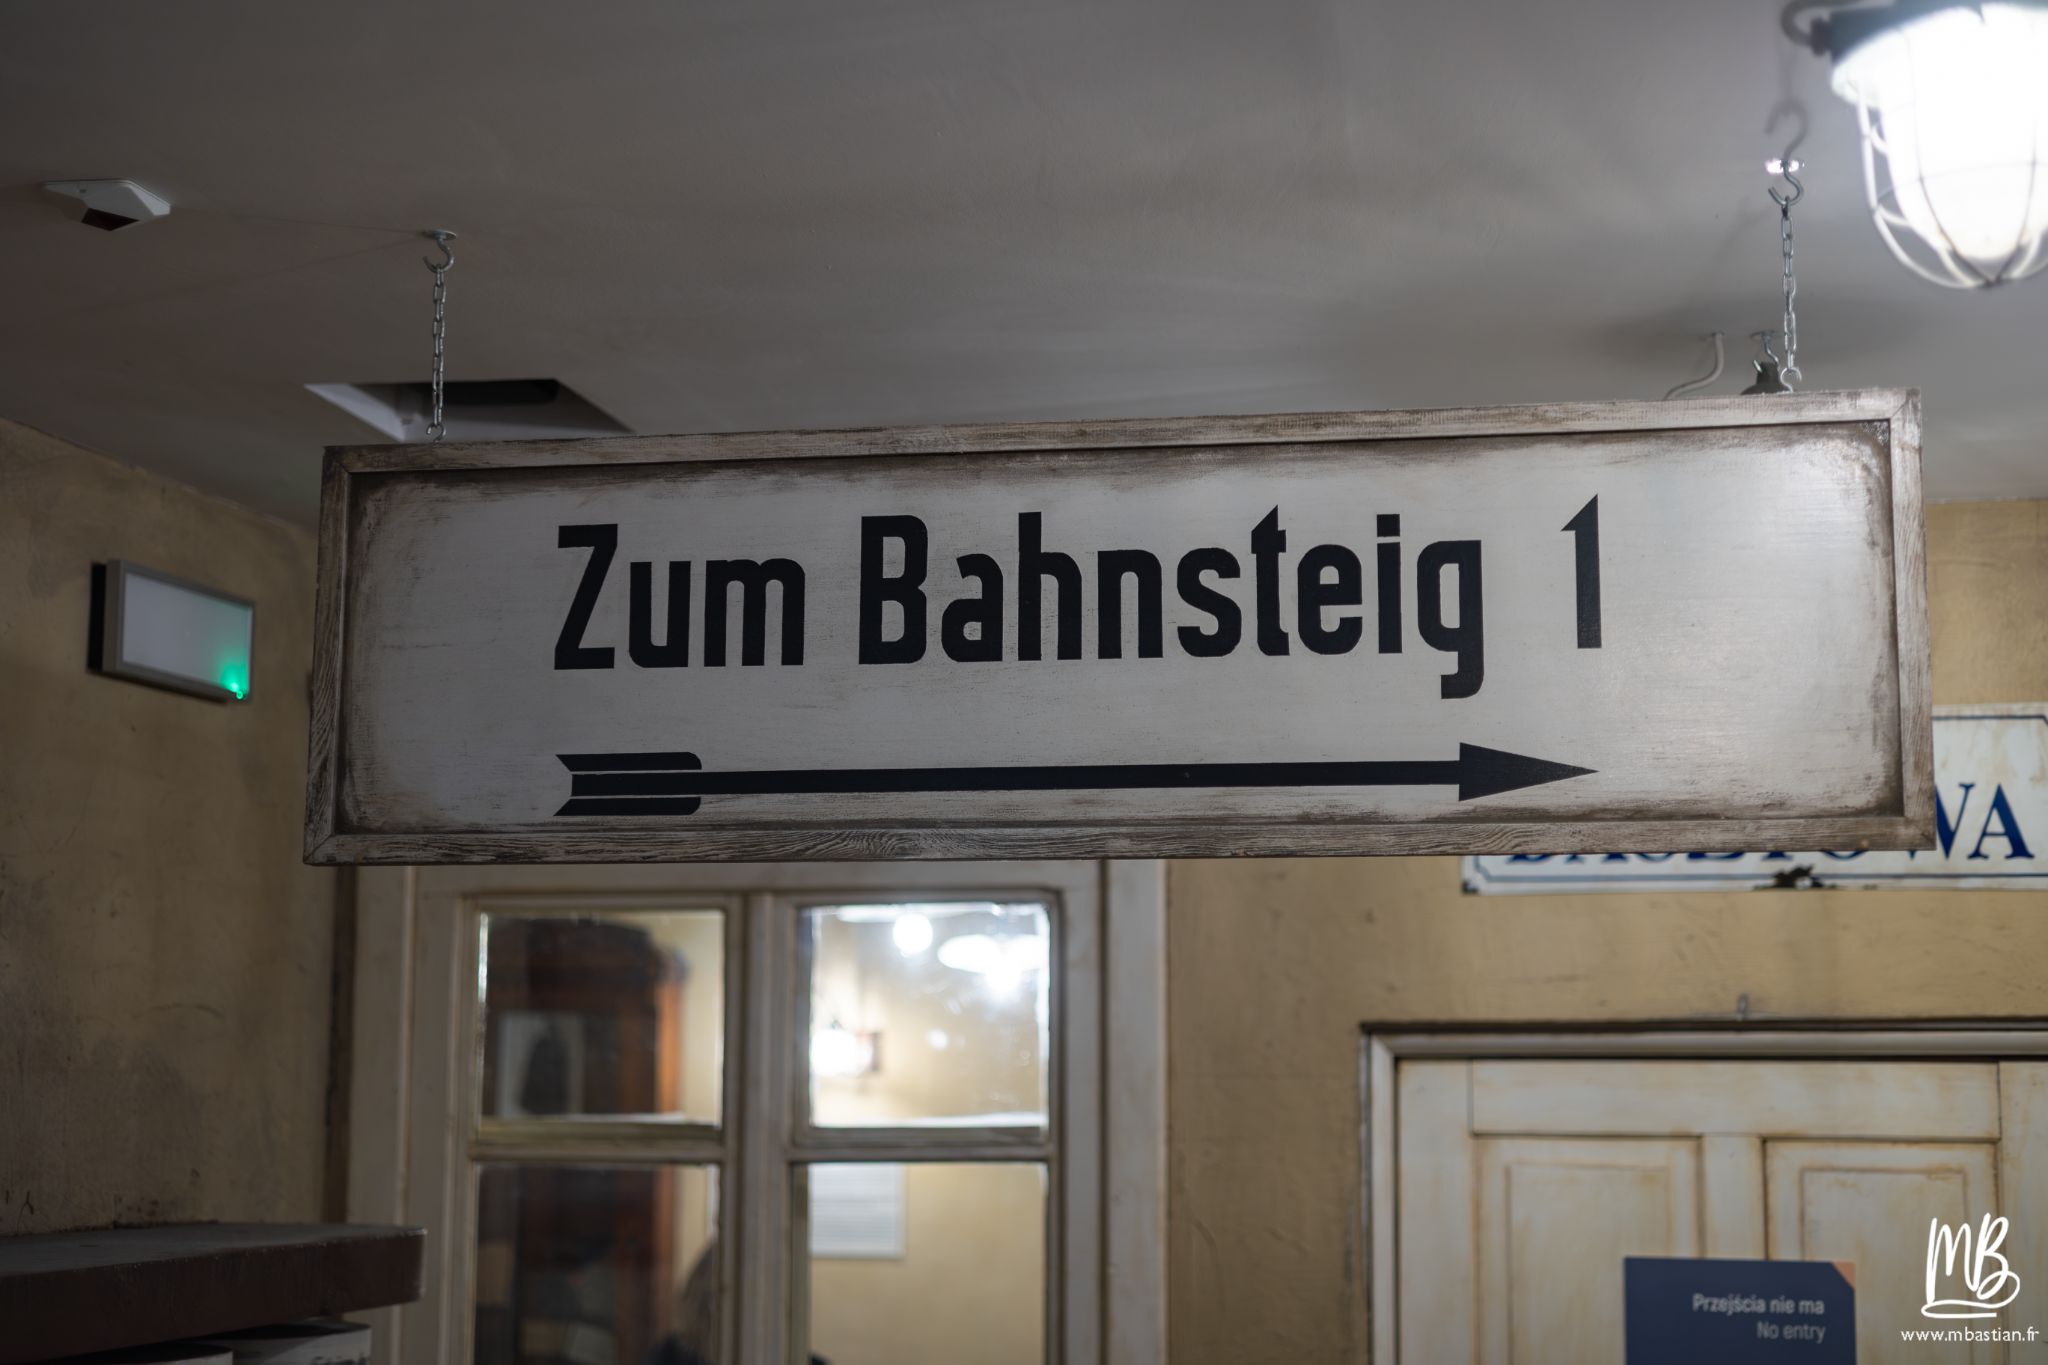 Zum Bahnsteig 1
Przejścia nie ma
No entry
MB
www.mbastian.fr